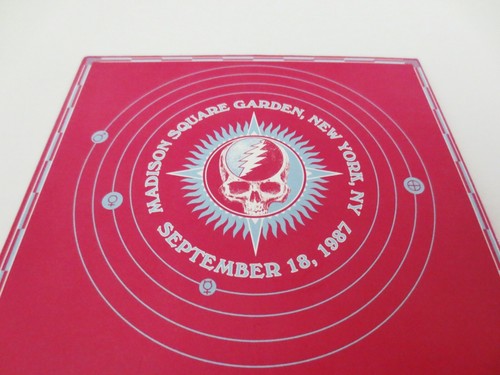 MADISON SQUARE GARDEN, NEW YORK, NY
SEPTEMBER 18, 1987